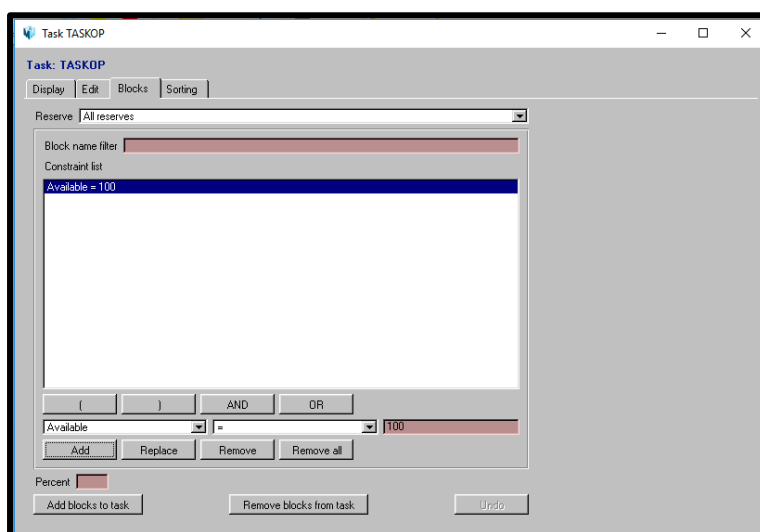 Task TASKOP
Task: TASKOP
Display Edit Blocks Sorting
Reserve All reserves
Block name filter
Constraint list
Available = 100
( ) AND OR
Available = 100
Add Replace Remove Remove all
Percent
Add blocks to task Remove blocks from task Undo